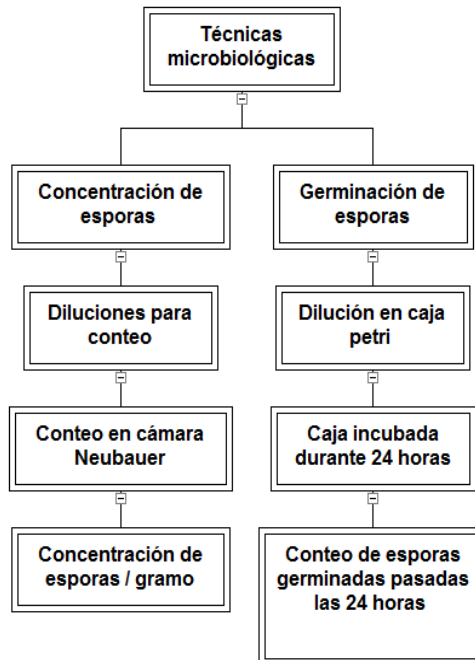 Técnicas
microbiológicas
Concentración de
esporas
Germinación de
esporas
Diluciones para
conteo
Dilución en caja
petri
Conteo en cámara
Neubauer
Caja incubada
durante 24 horas
Concentración de
esporas / gramo
Conteo de esporas
germinadas pasadas
las 24 horas